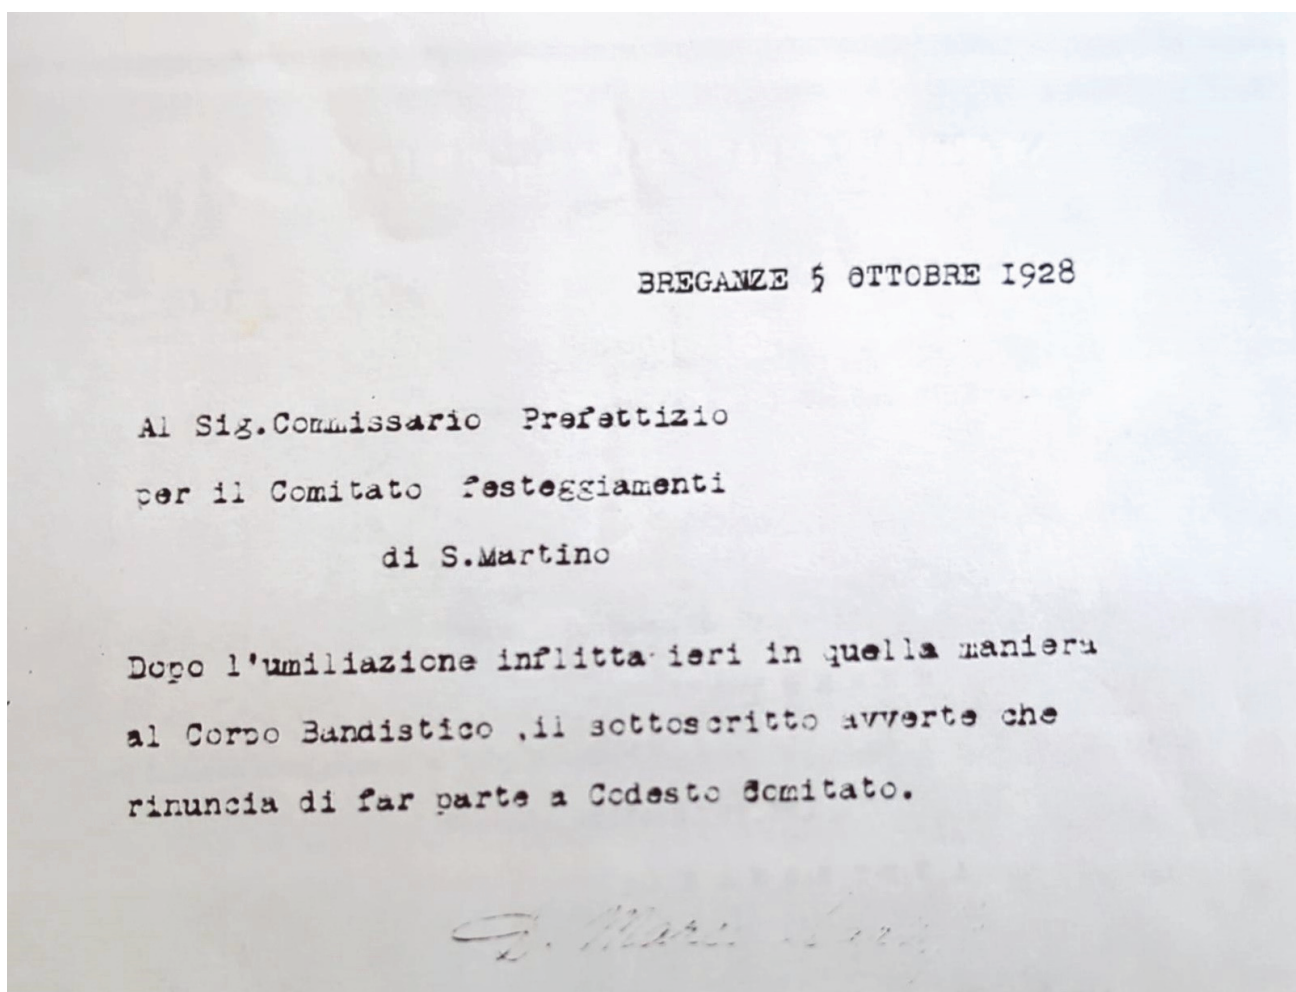 BREGANZE 5 OTTOBRE 1928
Al Sig.Commissario Prefettizio
per il Comitato festeggiamenti
di S.Martino
Dopo l'umiliazione inflitta ieri in quella maniera
al Corpo Bandistico ,il sottoscritto avverte che
rinuncia di far parte a Codesto Comitato.